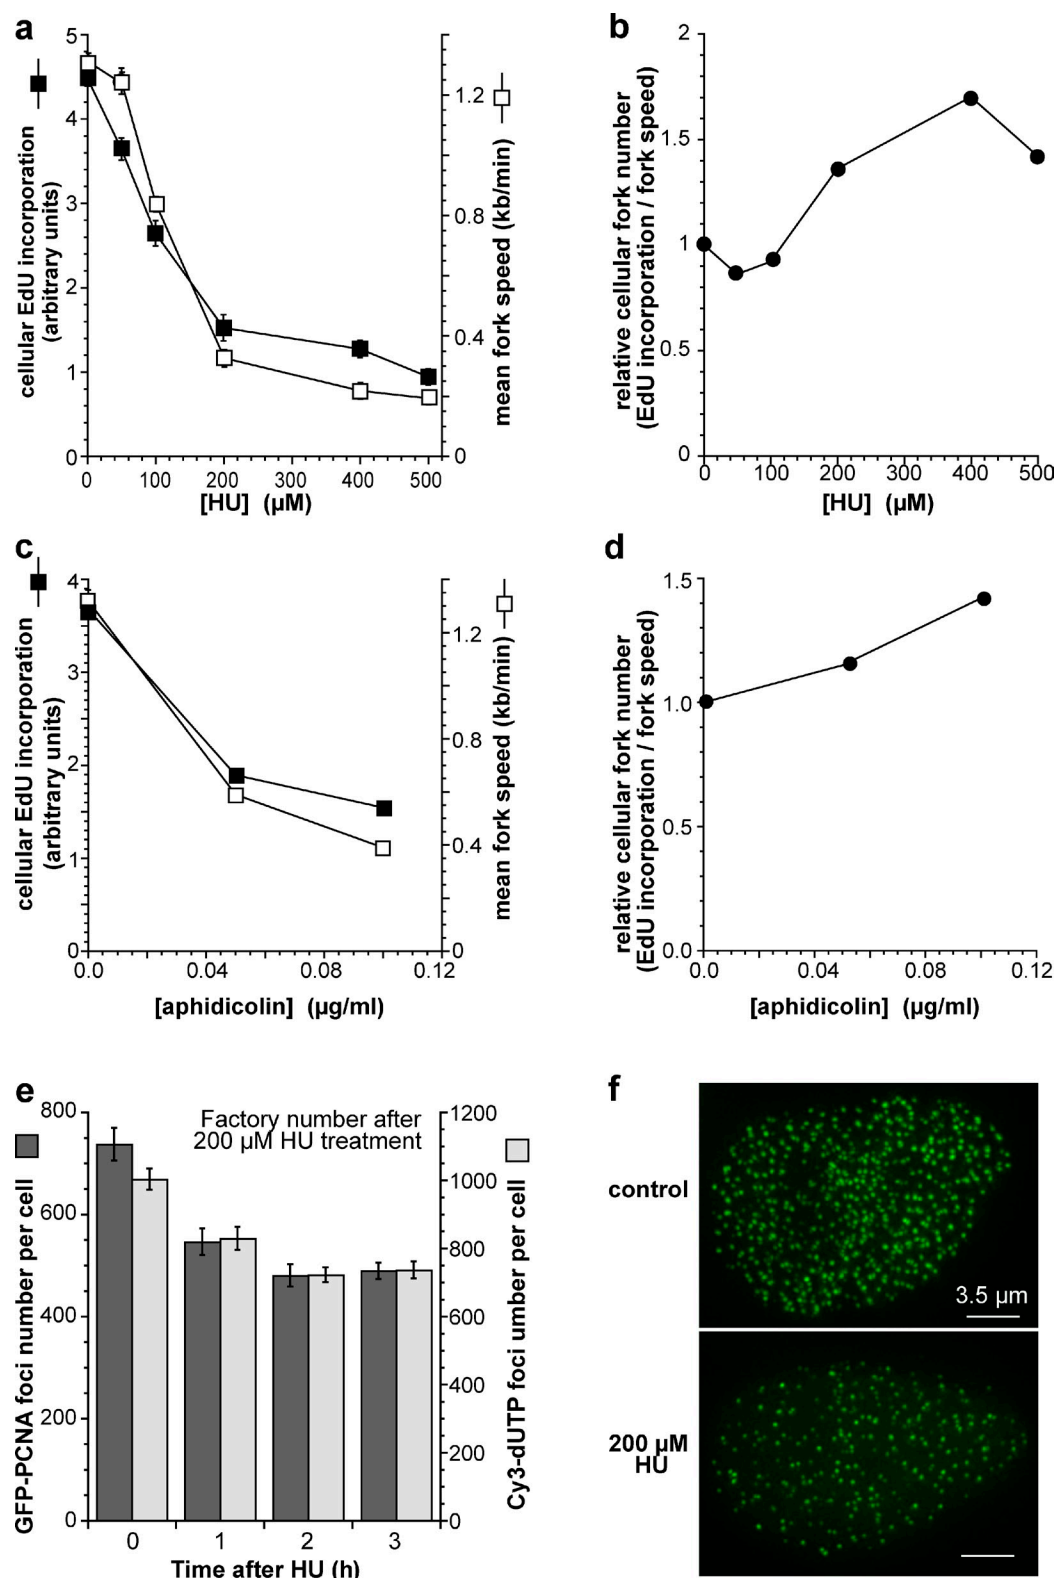 a
cellular EdU incorporation
(arbitrary units)
5
4
3
2
1
0
mean fork speed (kb/min)
1.2
0.8
0.4
0
0
100
200
300
400
500
[HU] (µM)
b
relative cellular fork number
(EdU incorporation / fork speed)
2
1.5
1
0.5
0
0
100
200
300
400
500
[HU] (µM)
c
cellular EdU incorporation
(arbitrary units)
4
3
2
1
0
mean fork speed (kb/min)
1.2
0.8
0.4
0
0.0
0.04
0.08
0.12
[aphidicolin] (µg/ml)
d
relative cellular fork number
(EdU incorporation / fork speed)
1.5
1.0
0.5
0.0
0.0
0.04
0.08
0.12
[aphidicolin] (µg/ml)
e
GFP-PCNA foci number per cell
800
600
400
200
0
Factory number after
200 µM HU treatment
Cy3-dUTP foci umber per cell
1200
1000
800
600
400
200
0
0
1
2
3
Time after HU (h)
f
control
3.5 µm
200 µM
HU